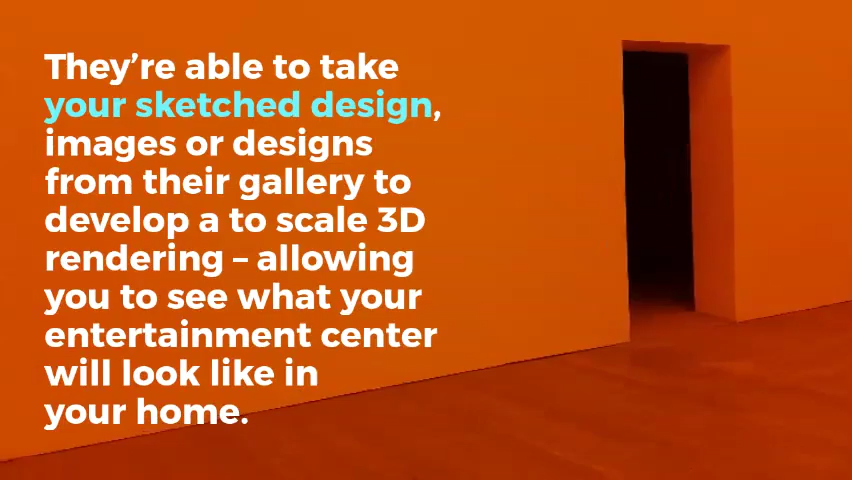 They’re able to take
your sketched design,
images or designs
from their gallery to
develop a to scale 3D
rendering – allowing
you to see what your
entertainment center
will look like in
your home.